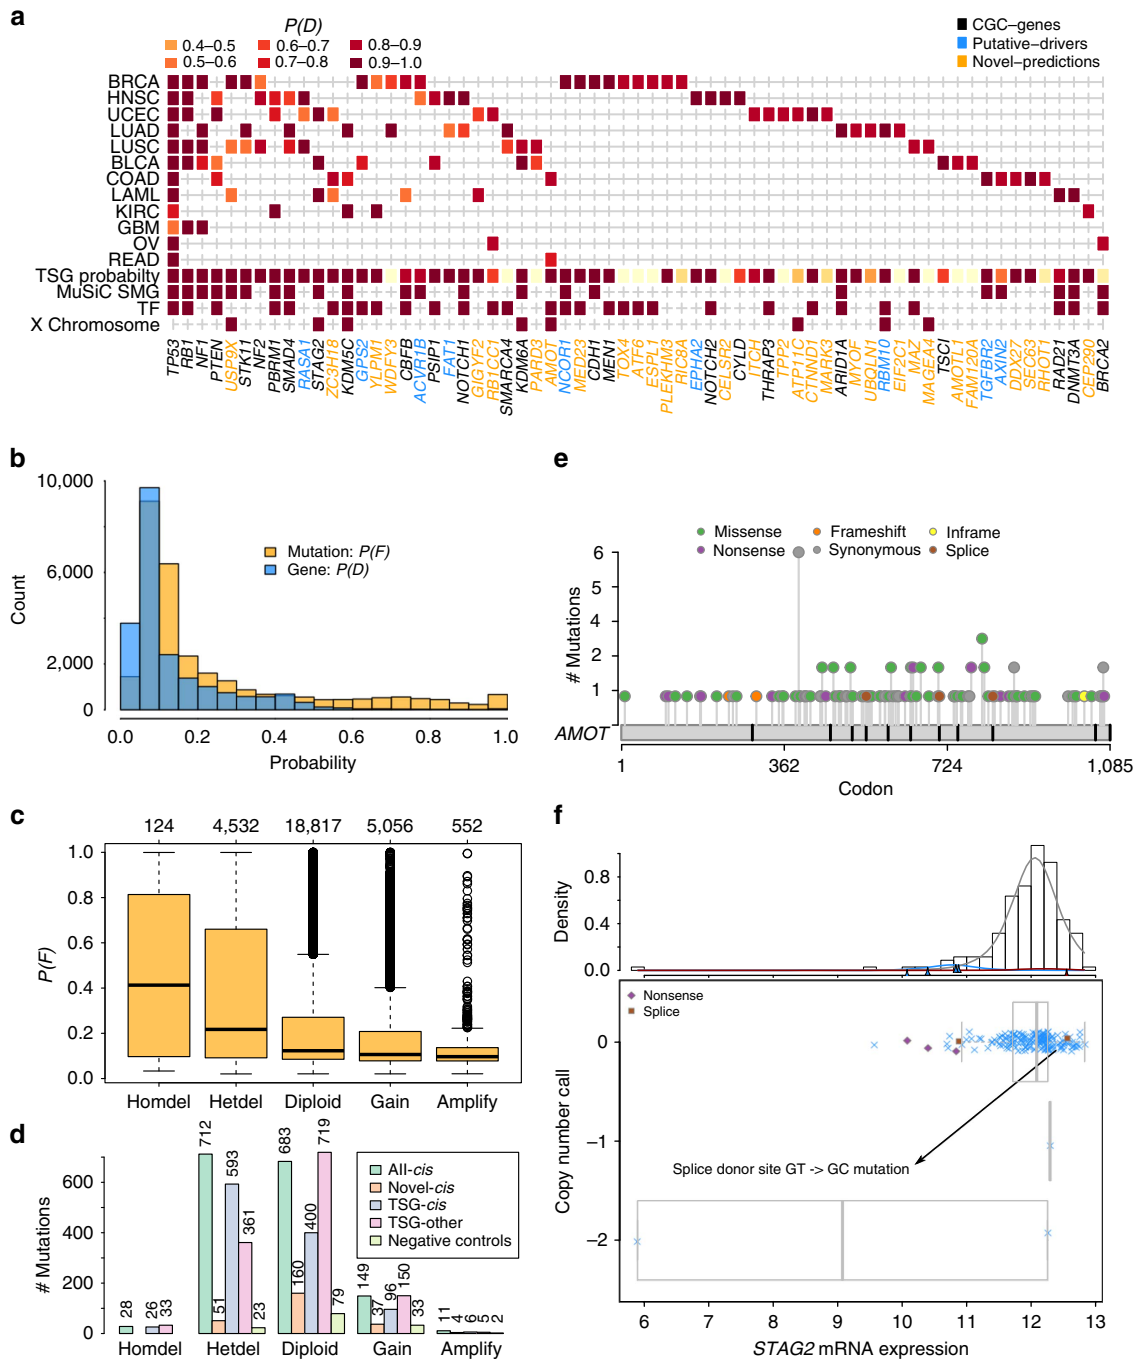 a
P(D)
0.4–0.5 0.6–0.7 0.8–0.9
0.5–0.6 0.7–0.8 0.9–1.0
CGC–genes
Putative–drivers
Novel–predictions
BRCA
HNSC
UCEC
LUAD
LUSC
BLCA
COAD
LAML
KIRC
GBM
OV
READ
TSG probabilty
MuSiC SMG
TF
X Chromosome
TP53 RB1 NF1 PTEN USP9X STK11 NF2 PBRM1 SMAD4 RASA1 STAG2 ZC3H18 KDM5C GPS2 YLPM1 WDFY3 CBFB ACVR1B PSIP1 NOTCH1 FAT1 GIGYF2 RB1CC1 SMARCA4 KDM6A PARD3 AMOT NCOR1 MED23 CDH1 MEN1 TOX4 ATF6 ESPL1 PLEKHM3 RIC8A EPHA2 NOTCH2 CELSR2 CYLD ITCH THRAP3 TPP2 ATP11C CTNND1 MARK3 ARID1A MYOF UBQLN1 RBM10 EIF2C1 MAZ MAGEA4 TSC1 AMOTL1 FAM120A TGFBR2 AXIN2 DDX27 SEC63 RHOT1 RAD21 DNMT3A CEP290 BRCA2
b
10,000
6,000
2,000
0
Count
Mutation: P(F)
Gene: P(D)
0.0 0.2 0.4 0.6 0.8 1.0
Probability
e
Missense Frameshift Inframe
Nonsense Synonymous Splice
6
5
4
2
1
# Mutations
AMOT
1 362 724 1,085
Codon
c
124 4,532 18,817 5,056 552
1.0
0.8
0.6
0.4
0.2
0.0
P(F)
Homdel Hetdel Diploid Gain Amplify
d
600
400
200
0
# Mutations
28 26 33
712 51 593 361 23
683 160 400 719 79
149 37 96 150 33
11 4 6 5 2
All-cis
Novel-cis
TSG-cis
TSG-other
Negative controls
Homdel Hetdel Diploid Gain Amplify
f
0.8
0.4
0.0
Density
6 7 8 9 10 11 12 13
Nonsense
Splice
0
−1
−2
Copy number call
Splice donor site GT -> GC mutation
6 7 8 9 10 11 12 13
STAG2 mRNA expression